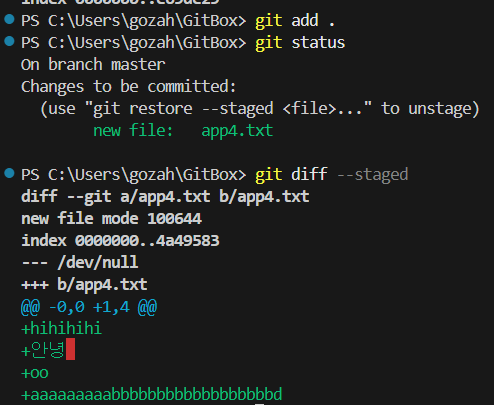 PS C:\Users\gozah\GitBox> git add .
PS C:\Users\gozah\GitBox> git status
On branch master
Changes to be committed:
  (use "git restore --staged <file>..." to unstage)
        new file:   app4.txt

PS C:\Users\gozah\GitBox> git diff --staged
diff --git a/app4.txt b/app4.txt
new file mode 100644
index 0000000..4a49583
--- /dev/null
+++ b/app4.txt
@@ -0,0 +1,4 @@
+hihihihi
+안녕
+oo
+aaaaaaaaabbbbbbbbbbbbbbbbbbd